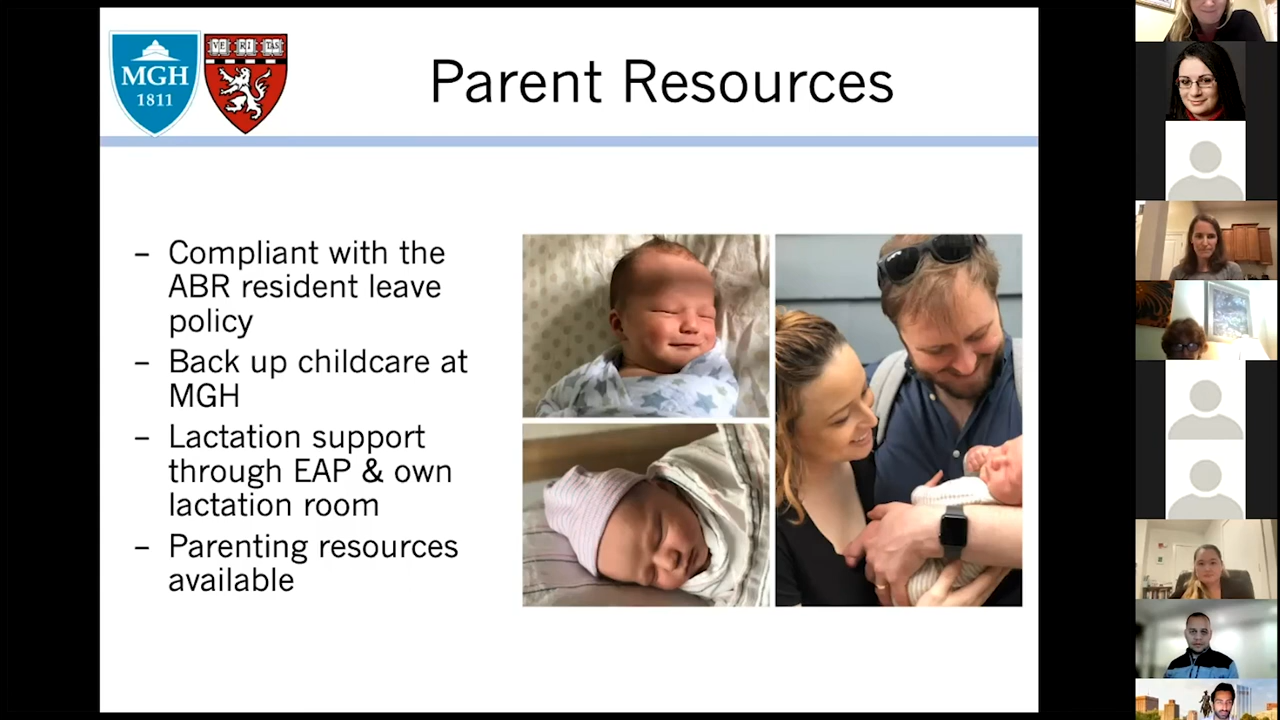 MGH
1811
VE RI TAS
Parent Resources
– Compliant with the
ABR resident leave
policy
– Back up childcare at
MGH
– Lactation support
through EAP & own
lactation room
– Parenting resources
available